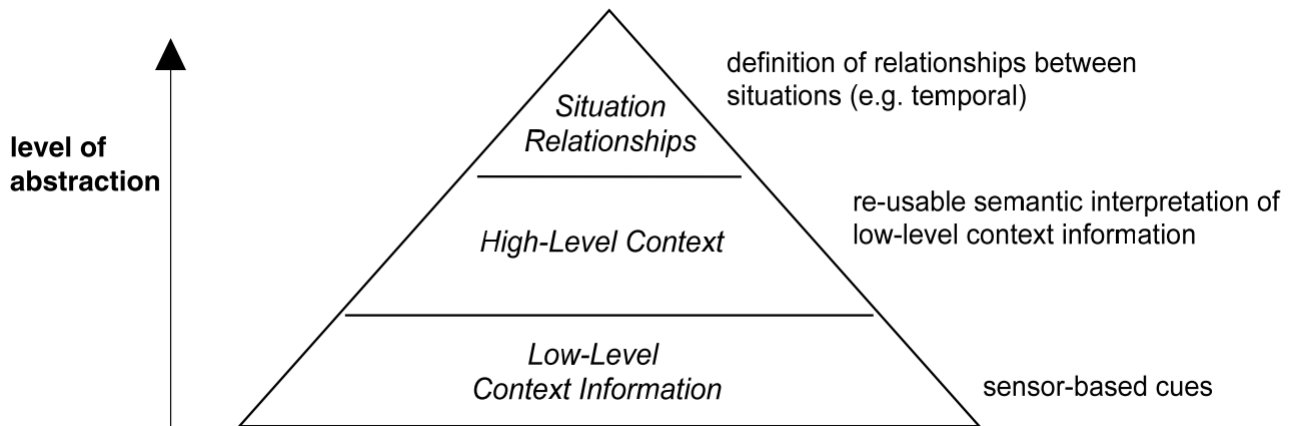 definition of relationships between
situations (e.g. temporal)
Situation
Relationships
level of
abstraction
re-usable semantic interpretation of
low-level context information
High-Level Context
Low-Level
Context Information
sensor-based cues